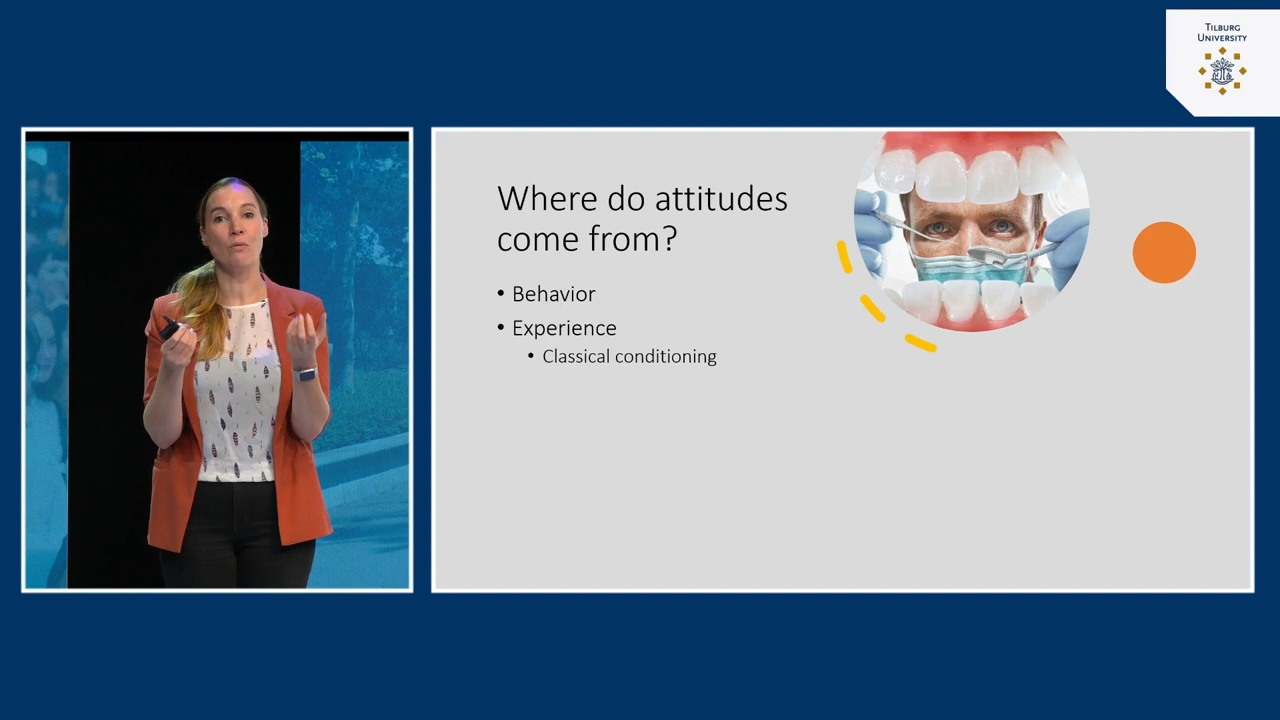 TILBURG
UNIVERSITY
Where do attitudes
come from?
• Behavior
• Experience
• Classical conditioning